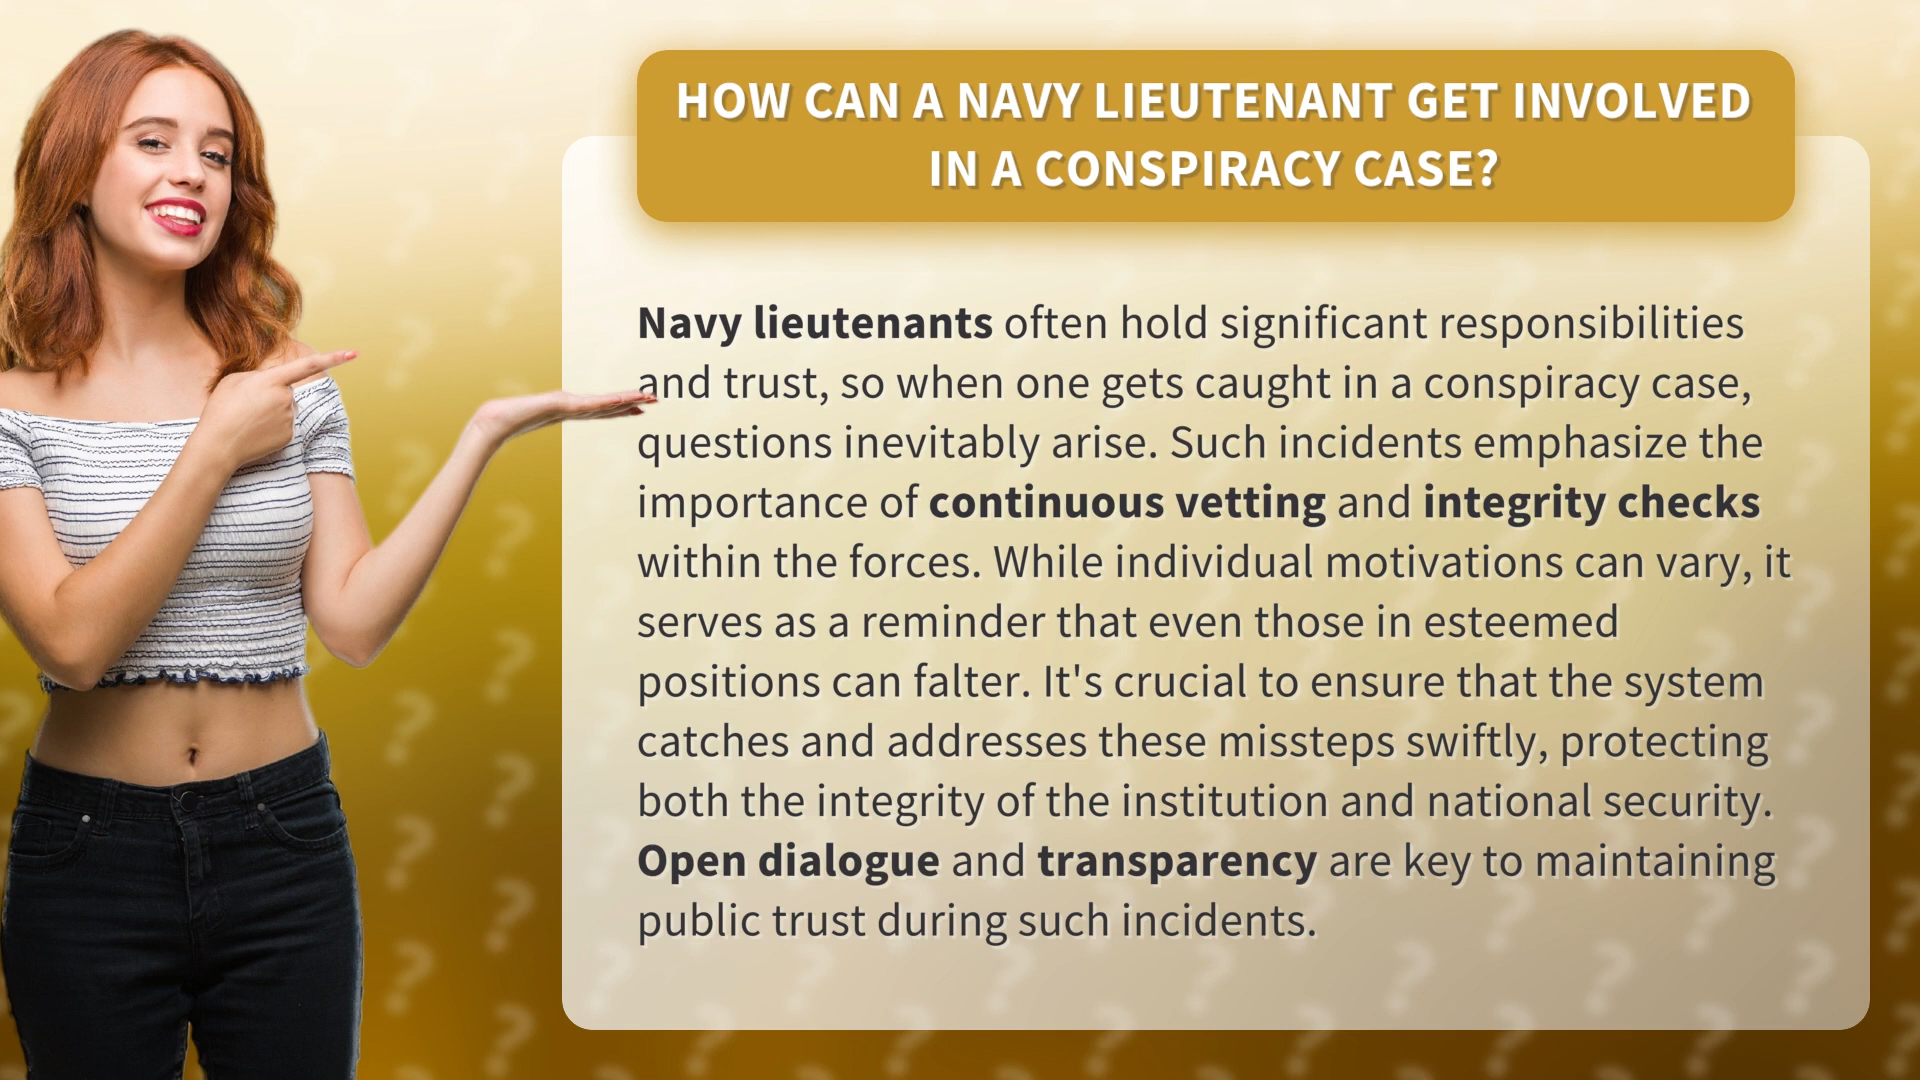 HOW CAN A NAVY LIEUTENANT GET INVOLVED
IN A CONSPIRACY CASE?
Navy lieutenants often hold significant responsibilities
and trust, so when one gets caught in a conspiracy case,
questions inevitably arise. Such incidents emphasize the
importance of continuous vetting and integrity checks
within the forces. While individual motivations can vary, it
serves as a reminder that even those in esteemed
positions can falter. It's crucial to ensure that the system
catches and addresses these missteps swiftly, protecting
both the integrity of the institution and national security.
Open dialogue and transparency are key to maintaining
public trust during such incidents.